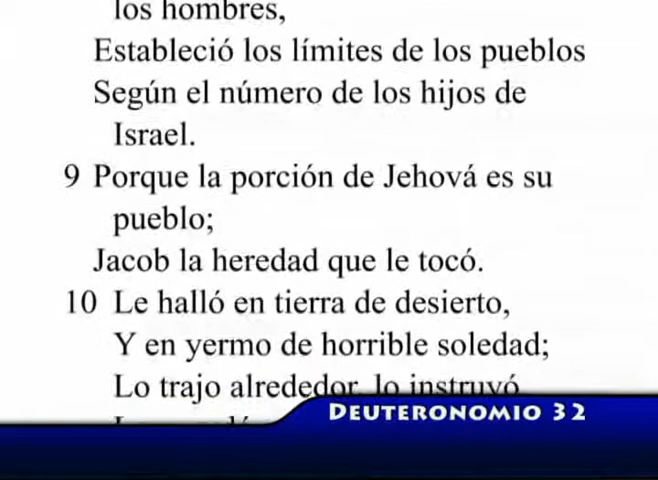 los hombres,
Estableció los límites de los pueblos
Según el número de los hijos de
Israel.
9 Porque la porción de Jehová es su
pueblo;
Jacob la heredad que le tocó.
10 Le halló en tierra de desierto,
Y en yermo de horrible soledad;
Lo trajo alrededor, lo instruyó,
DEUTERONOMIO 32